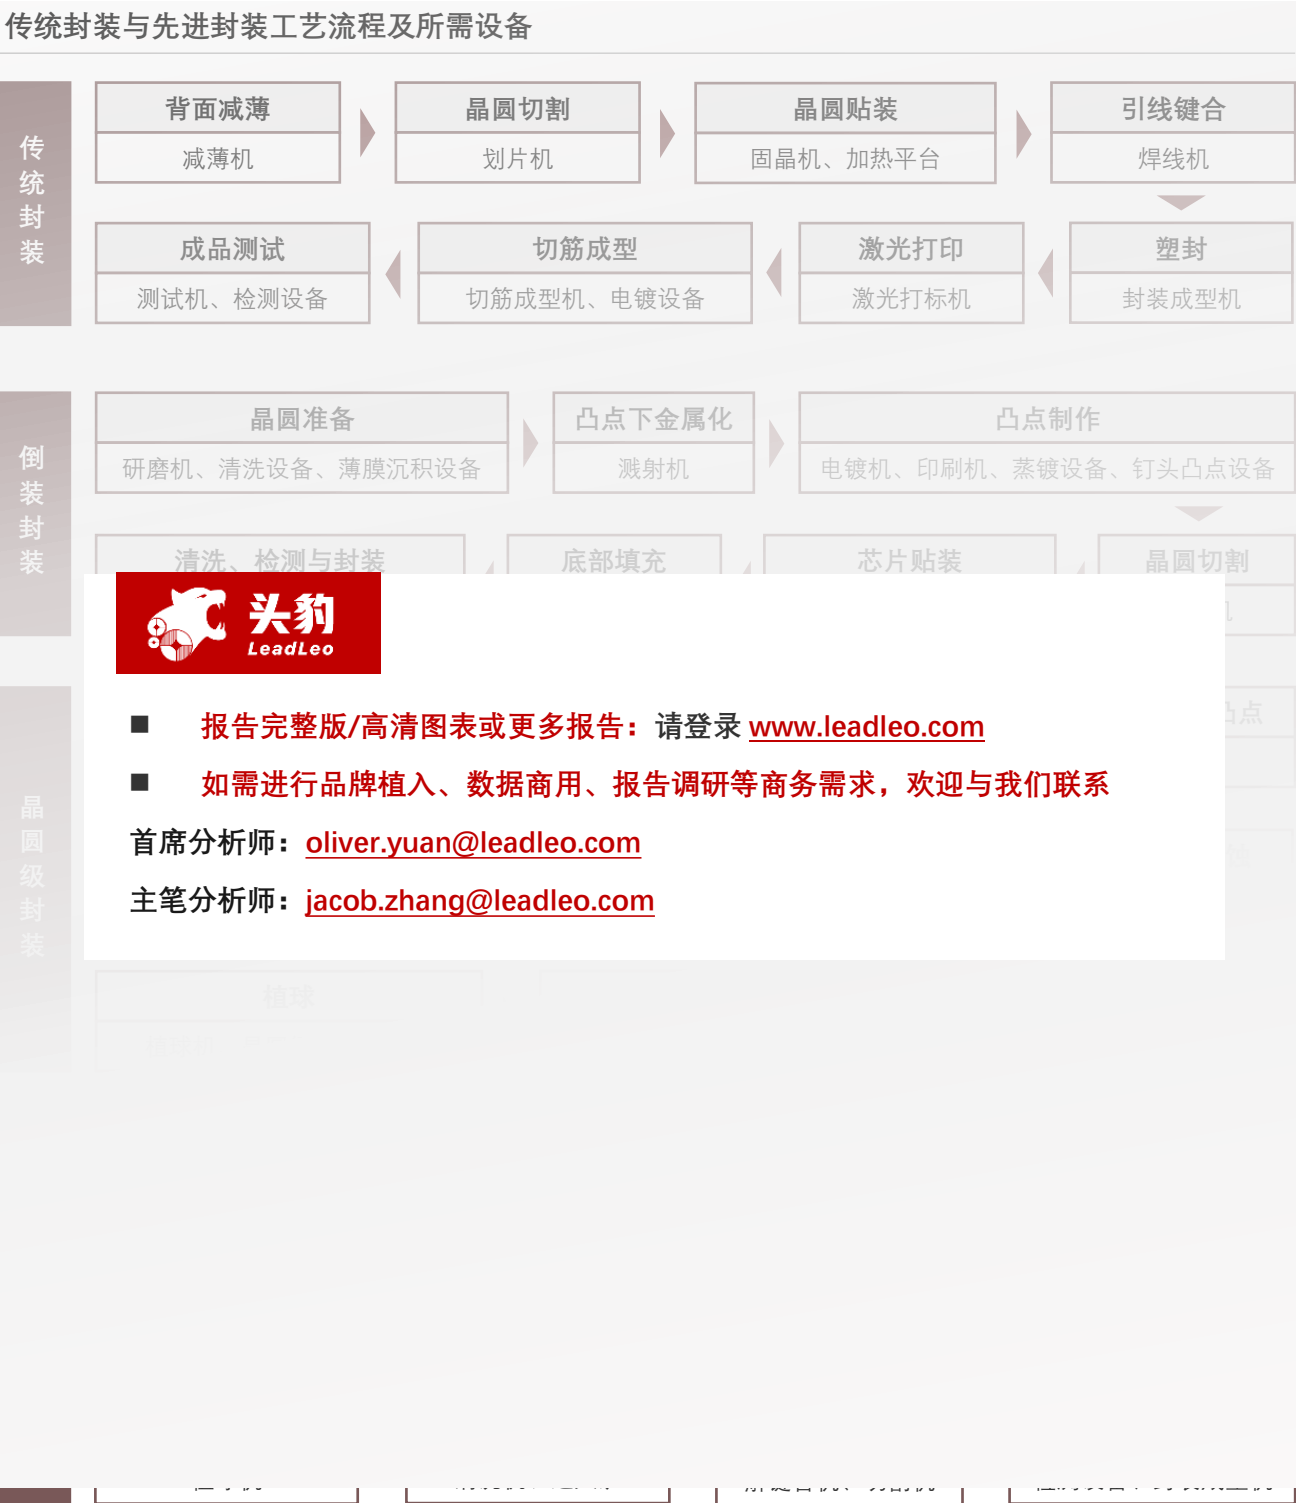 传统封装与先进封装工艺流程及所需设备
传统封装
背面减薄
减薄机
晶圆切割
划片机
晶圆贴装
固晶机、加热平台
引线键合
焊线机
成品测试
测试机、检测设备
切筋成型
切筋成型机、电镀设备
激光打印
激光打标机
塑封
封装成型机
倒装封装
晶圆准备
研磨机、清洗设备、薄膜沉积设备
凸点下金属化
溅射机
凸点制作
电镀机、印刷机、蒸镀设备、钉头凸点设备
清洗、检测与封装
底部填充
芯片贴装
晶圆切割
头豹
LeadLeo
■ 报告完整版/高清图表或更多报告：请登录 www.leadleo.com
■ 如需进行品牌植入、数据商用、报告调研等商务需求，欢迎与我们联系
首席分析师：oliver.yuan@leadleo.com
主笔分析师：jacob.zhang@leadleo.com
晶圆级封装
植球